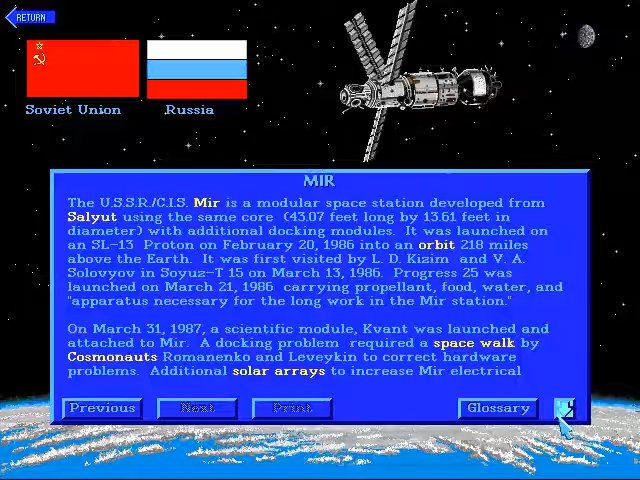 RETURN
Soviet Union
Russia
MIR
The U.S.S.R./C.I.S. Mir is a modular space station developed from
Salyut using the same core (43.07 feet long by 13.61 feet in
diameter) with additional docking modules. It was launched on
an SL-13 Proton on February 20, 1986 into an orbit 218 miles
above the Earth. It was first visited by L. D. Kizim and V. A.
Solovyov in Soyuz-T 15 on March 13, 1986. Progress 25 was
launched on March 21, 1986 carrying propellant, food, water, and
"apparatus necessary for the long work in the Mir station."
On March 31, 1987, a scientific module, Kvant was launched and
attached to Mir. A docking problem required a space walk by
Cosmonauts Romanenko and Leveykin to correct hardware
problems. Additional solar arrays to increase Mir electrical
Previous
Next
Print
Glossary